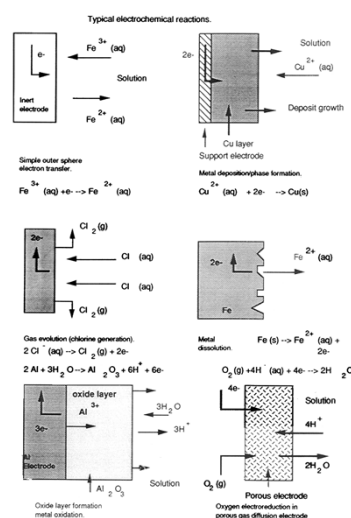 Typical electrochemical reactions.
e-
Fe 3+ (aq)
Solution
Inert
electrode
Fe 2+ (aq)
Simple outer sphere
electron transfer.
Fe 3+ (aq) +e- --> Fe 2+ (aq)
2e-
Solution
Cu 2+ (aq)
Deposit growth
Cu layer
Support electrode
Metal deposition/phase formation.
Cu 2+ (aq) + 2e- --> Cu(s)
Cl 2 (g)
2e-
Cl (aq)
Cl (aq)
Cl 2 (g)
Gas evolution (chlorine generation).
2 Cl - (aq) --> Cl 2 (g) + 2e-
2e-
Fe 2+ (aq)
Fe
Metal
dissolution.
Fe (s) --> Fe 2+ (aq) +
2e-
2 Al + 3H 2 O --> Al 2 O 3 + 6H + + 6e-
oxide layer
Al 3+
3e-
Al
Electrode
3H 2 O
3H +
Al 2 O 3
Solution
Oxide layer formation
metal oxidation.
O 2 (g) +4H (aq) + 4e- --> 2H 2 O
4e-
Solution
4H +
2H 2 O
O 2 (g)
Porous electrode
Oxygen electroreduction in
porous gas diffusion electrode